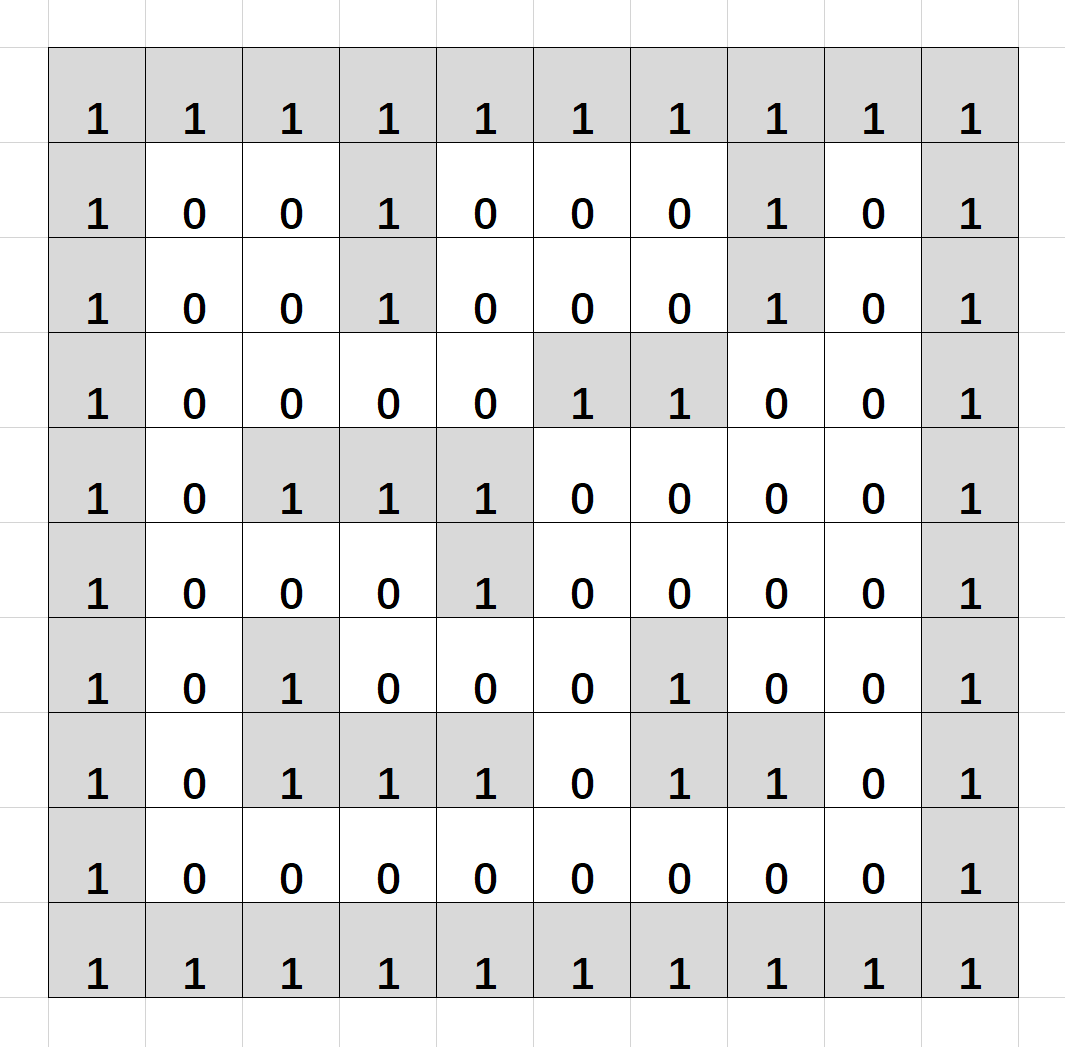 1 1 1 1 1 1 1 1 1 1
1 0 0 1 0 0 0 1 0 1
1 0 0 1 0 0 0 1 0 1
1 0 0 0 0 1 1 0 0 1
1 0 1 1 1 0 0 0 0 1
1 0 0 0 1 0 0 0 0 1
1 0 1 0 0 0 1 0 0 1
1 0 1 1 1 0 1 1 0 1
1 0 0 0 0 0 0 0 0 1
1 1 1 1 1 1 1 1 1 1